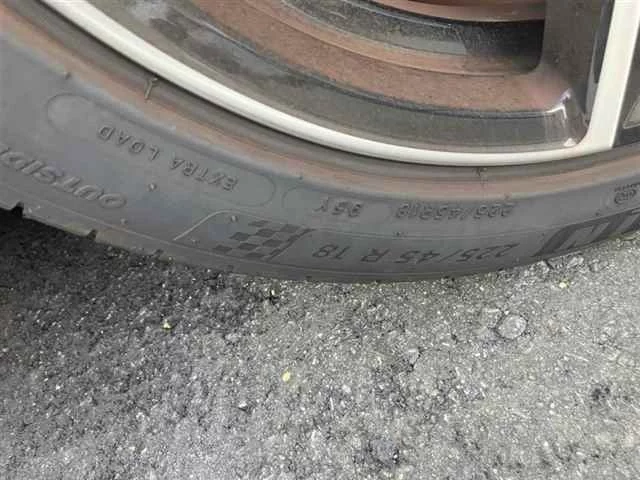 OUTSIDE
EXTRA LOAD
225/45R18 95Y
225/45 R 18